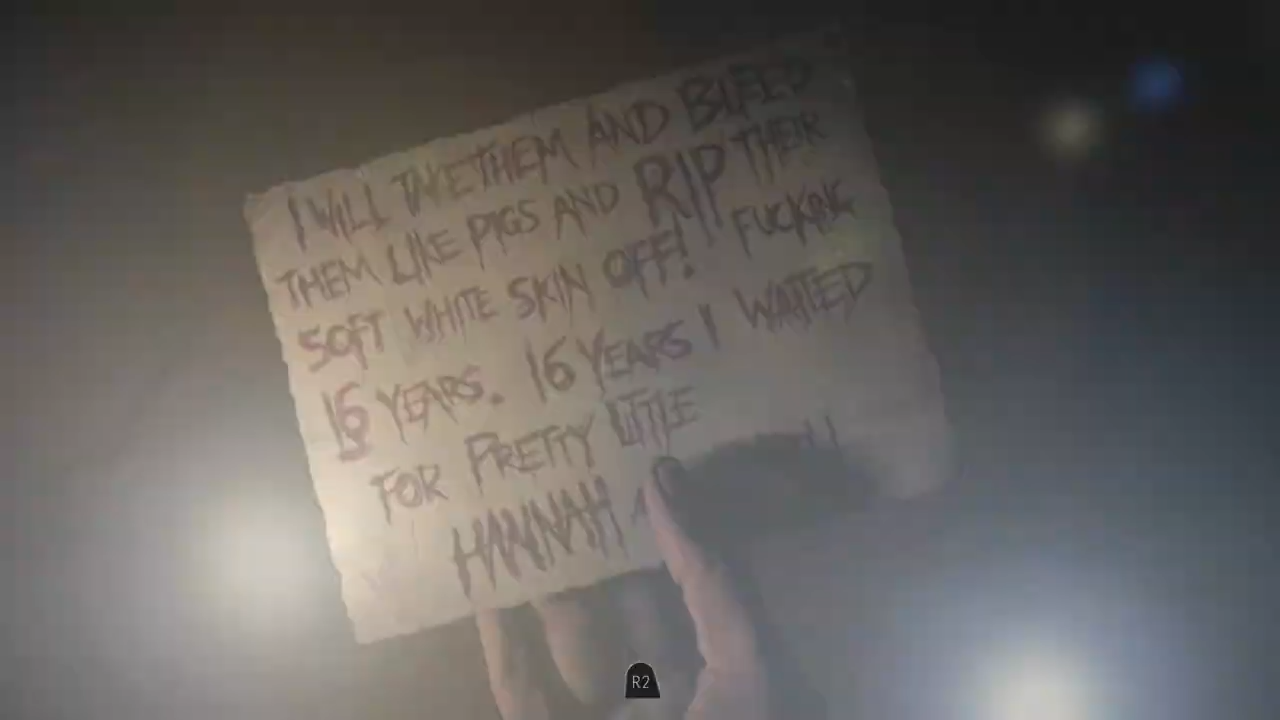 I WILL TAKE THEM AND BLEED
THEM LIKE PIGS AND RIP THEIR
SOFT WHITE SKIN OFF! FUCKING
16 YEARS. 16 YEARS I WAITED
FOR PRETTY LITTLE
HANNAH
R2